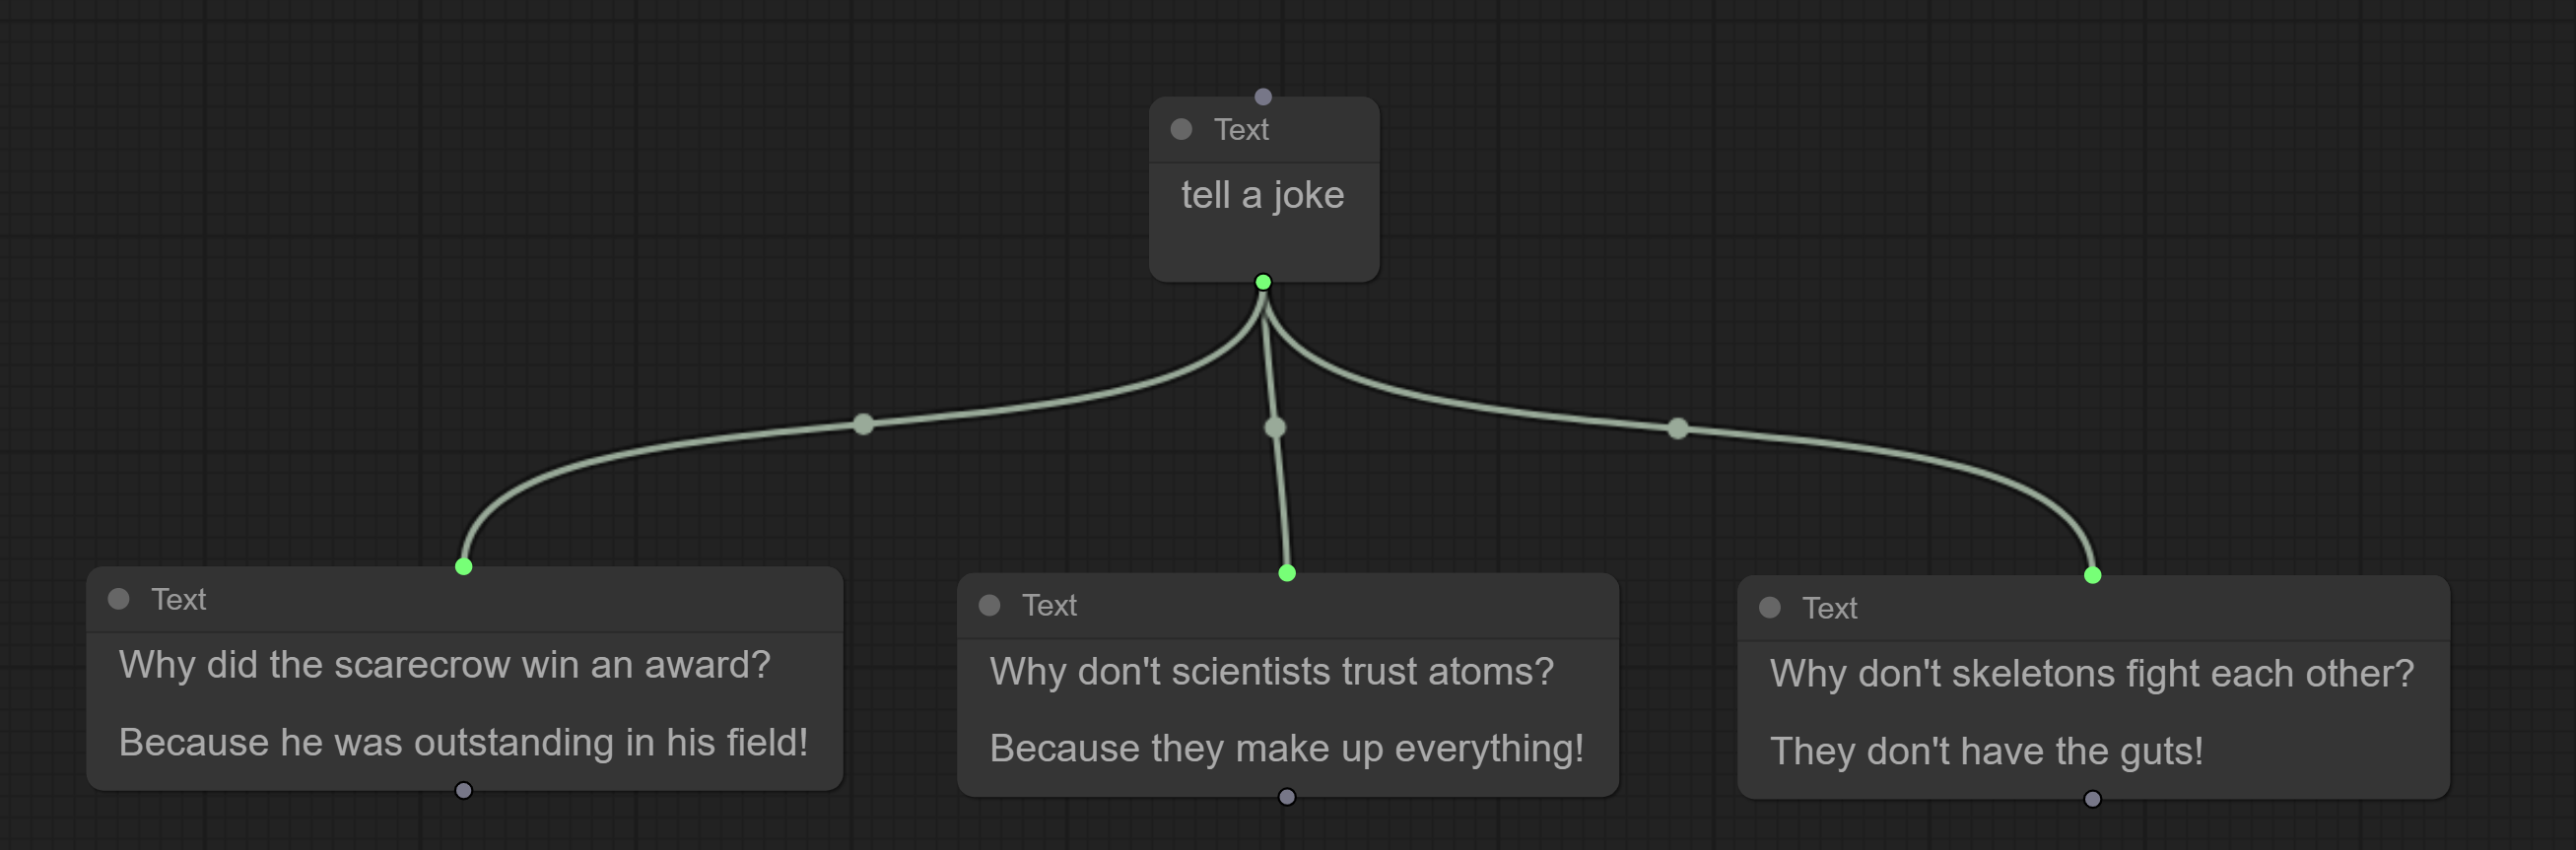 Text
tell a joke
Text
Why did the scarecrow win an award?
Because he was outstanding in his field!
Text
Why don't scientists trust atoms?
Because they make up everything!
Text
Why don't skeletons fight each other?
They don't have the guts!